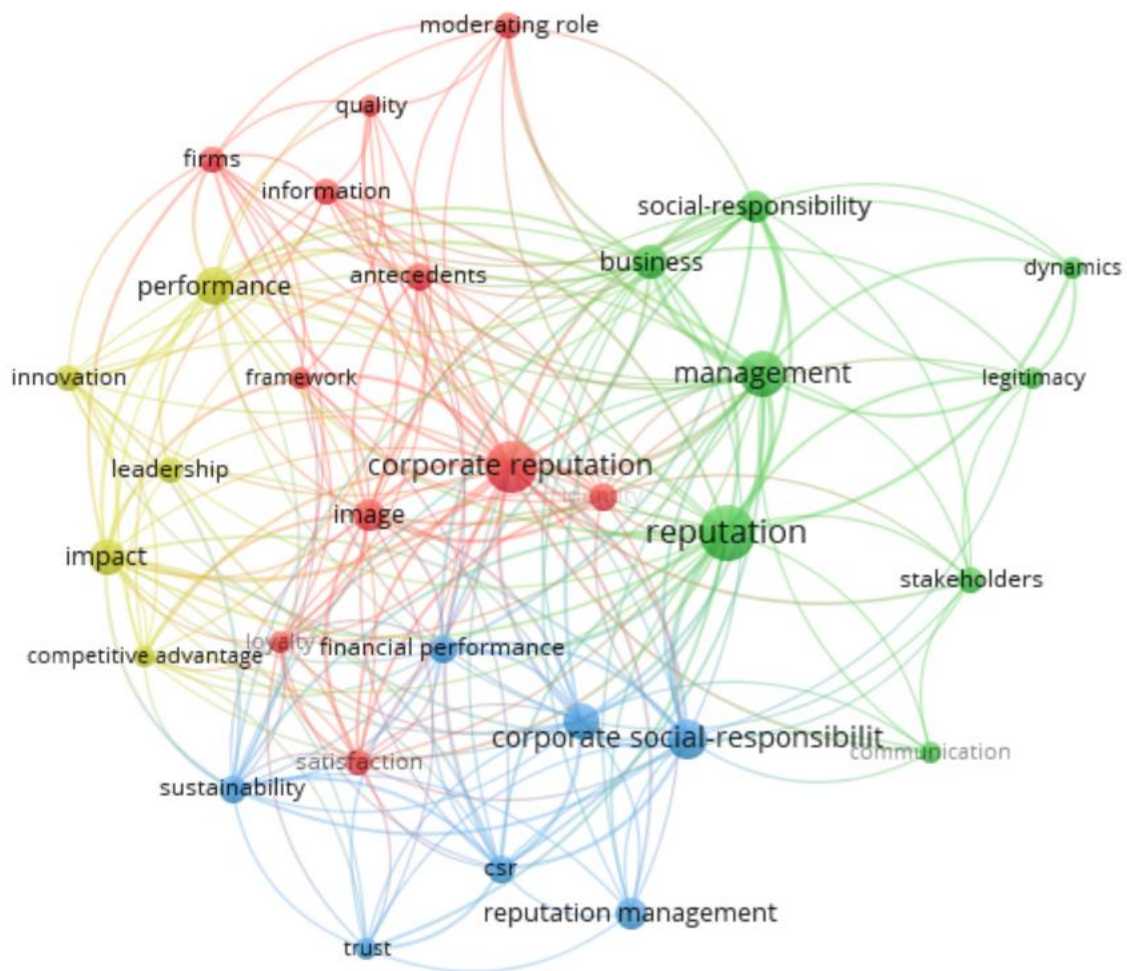 moderating role
quality
firms
information
social-responsibility
business
dynamics
antecedents
performance
management
innovation
framework
legitimacy
corporate reputation
leadership
image
reputation
impact
stakeholders
loyalty
financial performance
competitive advantage
corporate social-responsibilit
communication
satisfaction
sustainability
csr
reputation management
trust